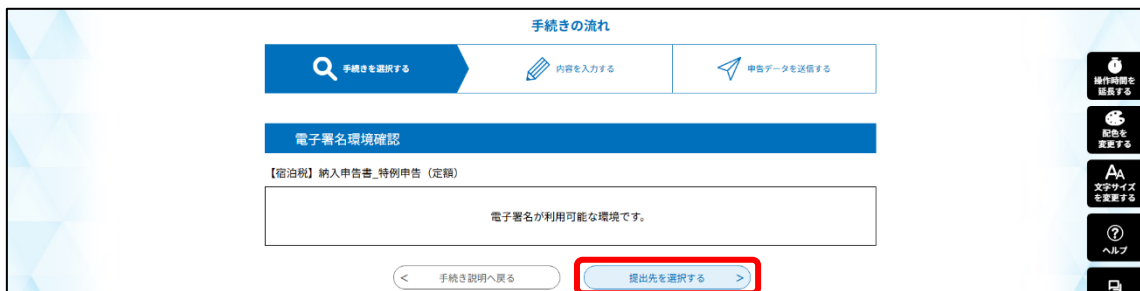 手続きの流れ
手続きを選択する
内容を入力する
申告データを送信する
操作時間を
延長する
配色を
変更する
AA
文字サイズ
を変更する
?
ヘルプ
電子署名環境確認
【宿泊税】納入申告書_特例申告（定額）
電子署名が利用可能な環境です。
< 手続き説明へ戻る
提出先を選択する >